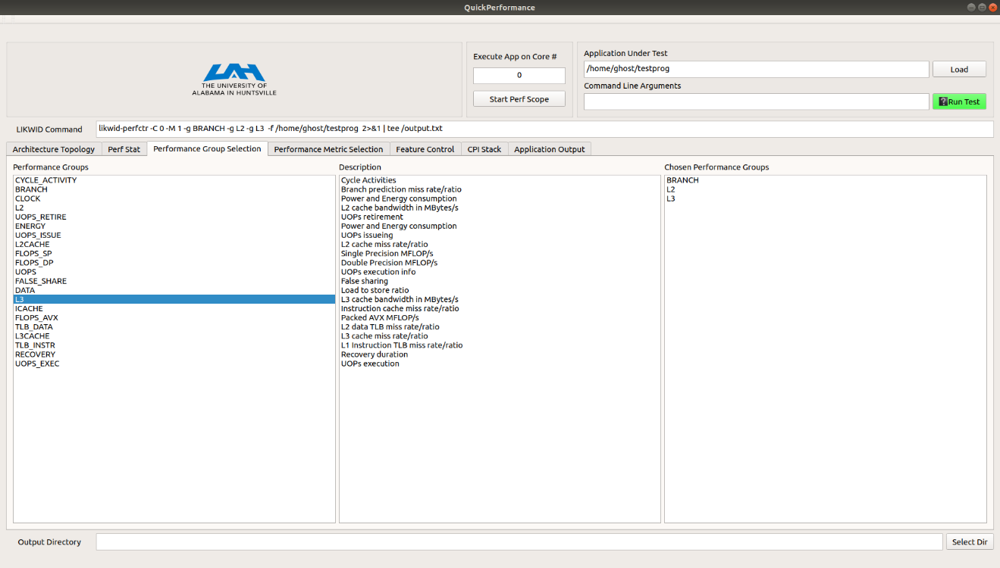 QuickPerformance
UAH
THE UNIVERSITY OF
ALABAMA IN HUNTSVILLE
Execute App on Core #
0
Start Perf Scope
Application Under Test
/home/ghost/testprog
Load
Command Line Arguments
Run Test
LIKWID Command
likwid-perfctr -C 0 -M 1 -g BRANCH -g L2 -g L3  -f /home/ghost/testprog  2>&1 | tee /output.txt
Architecture Topology
Perf Stat
Performance Group Selection
Performance Metric Selection
Feature Control
CPI Stack
Application Output
Performance Groups
CYCLE_ACTIVITY
BRANCH
CLOCK
L2
UOPS_RETIRE
ENERGY
UOPS_ISSUE
L2CACHE
FLOPS_SP
FLOPS_DP
UOPS
FALSE_SHARE
DATA
L3
ICACHE
FLOPS_AVX
TLB_DATA
L3CACHE
TLB_INSTR
RECOVERY
UOPS_EXEC
Description
Cycle Activities
Branch prediction miss rate/ratio
Power and Energy consumption
L2 cache bandwidth in MBytes/s
UOPs retirement
Power and Energy consumption
UOPs issueing
L2 cache miss rate/ratio
Single Precision MFLOP/s
Double Precision MFLOP/s
UOPs execution info
False sharing
Load to store ratio
L3 cache bandwidth in MBytes/s
Instruction cache miss rate/ratio
Packed AVX MFLOP/s
L2 data TLB miss rate/ratio
L3 cache miss rate/ratio
L1 Instruction TLB miss rate/ratio
Recovery duration
UOPs execution
Chosen Performance Groups
BRANCH
L2
L3
Output Directory
Select Dir